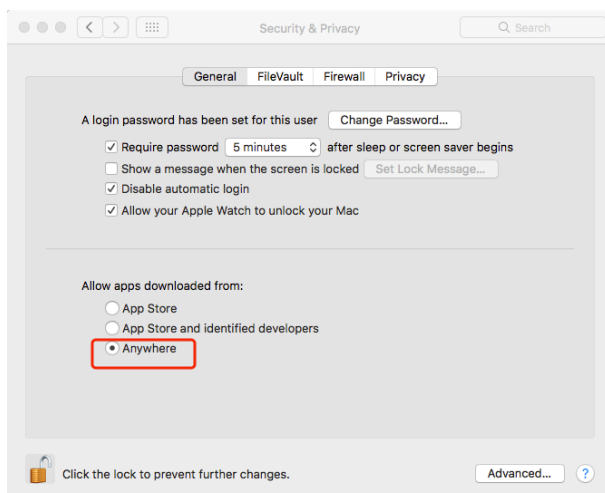 Security & Privacy
Search
General FileVault Firewall Privacy
A login password has been set for this user Change Password...
Require password 5 minutes after sleep or screen saver begins
Show a message when the screen is locked Set Lock Message...
Disable automatic login
Allow your Apple Watch to unlock your Mac
Allow apps downloaded from:
App Store
App Store and identified developers
Anywhere
Click the lock to prevent further changes.
Advanced... ?